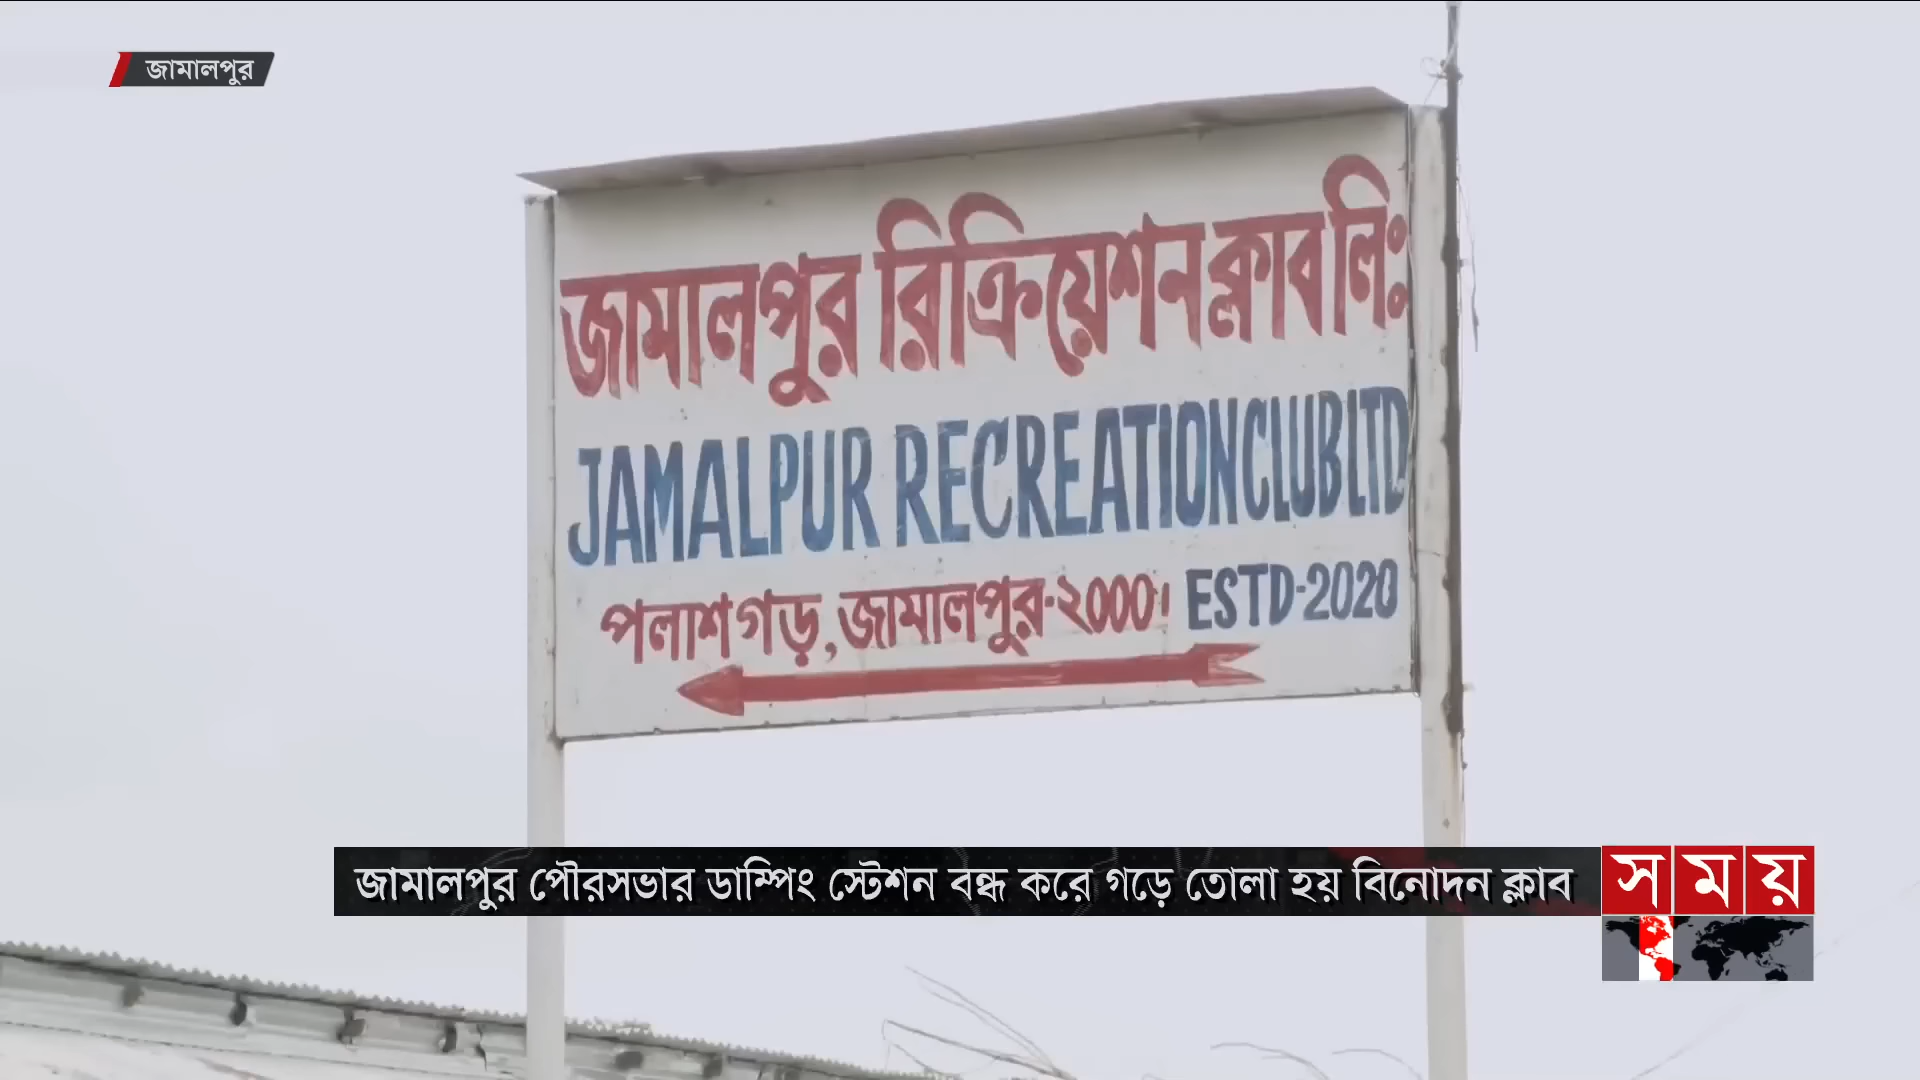 জামালপুর
জামালপুর রিক্রিয়েশন ক্লাব লিঃ
JAMALPUR RECREATION CLUB LTD
পলাশগড়, জামালপুর-২০০০। ESTD-2020
জামালপুর পৌরসভার ডাম্পিং স্টেশন বন্ধ করে গড়ে তোলা হয় বিনোদন ক্লাব
সময়